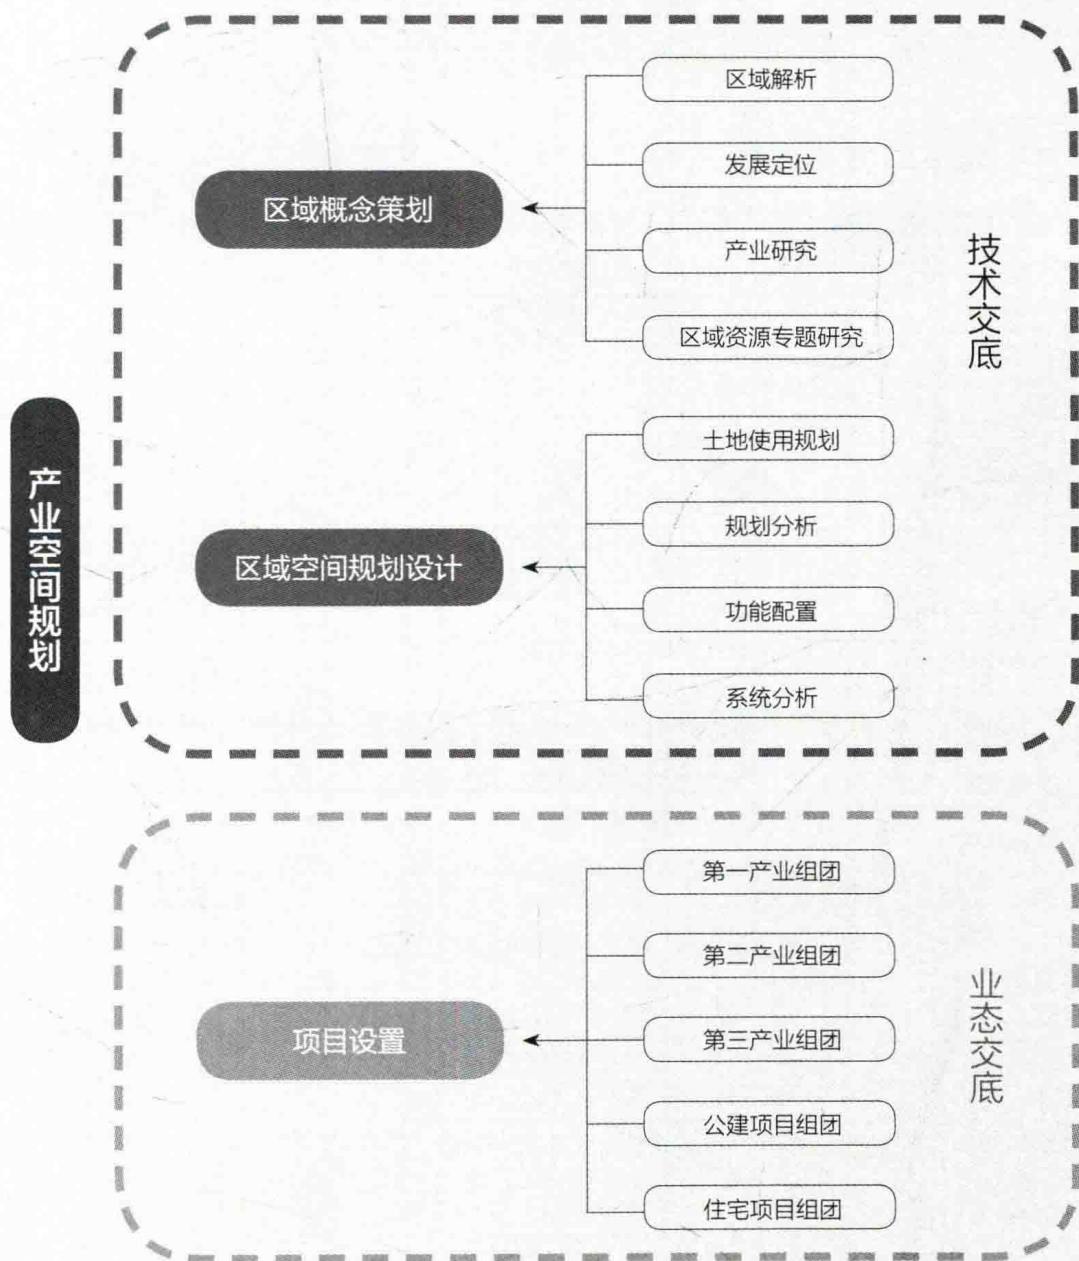 产业空间规划
区域概念策划
区域解析
发展定位
产业研究
区域资源专题研究
技术交底
区域空间规划设计
土地使用规划
规划分析
功能配置
系统分析
项目设置
第一产业组团
第二产业组团
第三产业组团
公建项目组团
住宅项目组团
业态交底